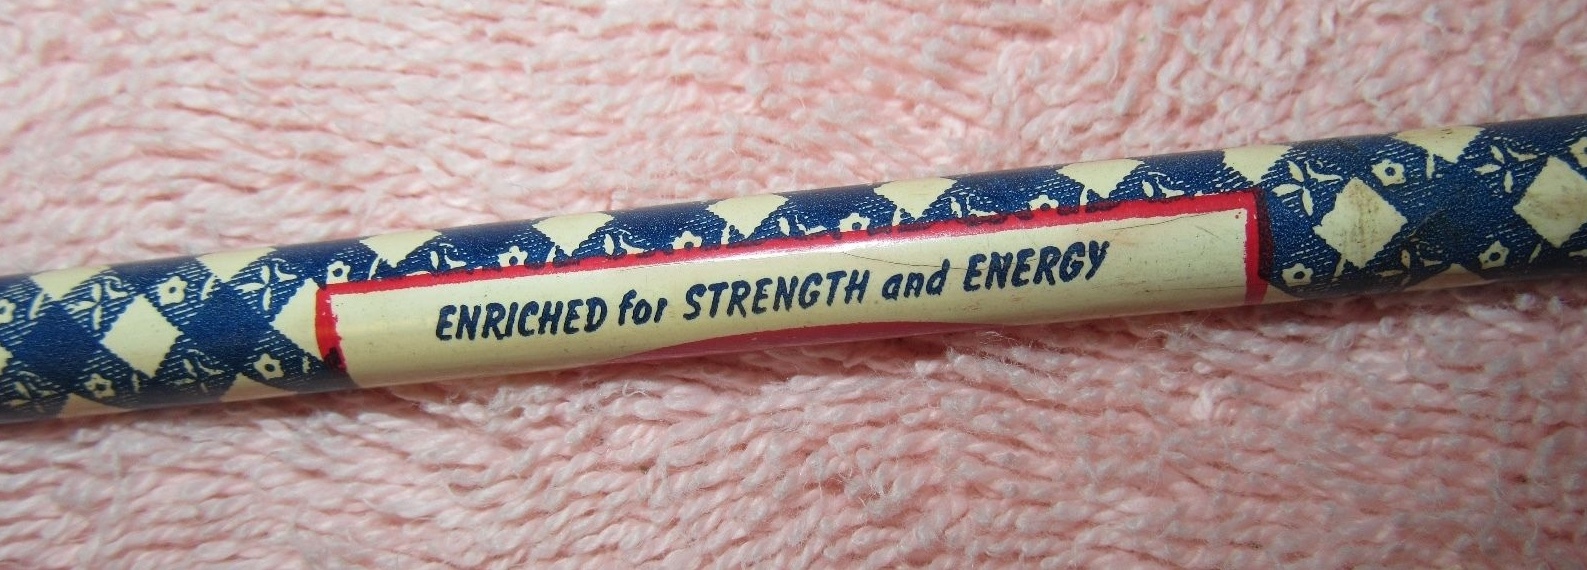 ENRICHED for STRENGTH and ENERGY